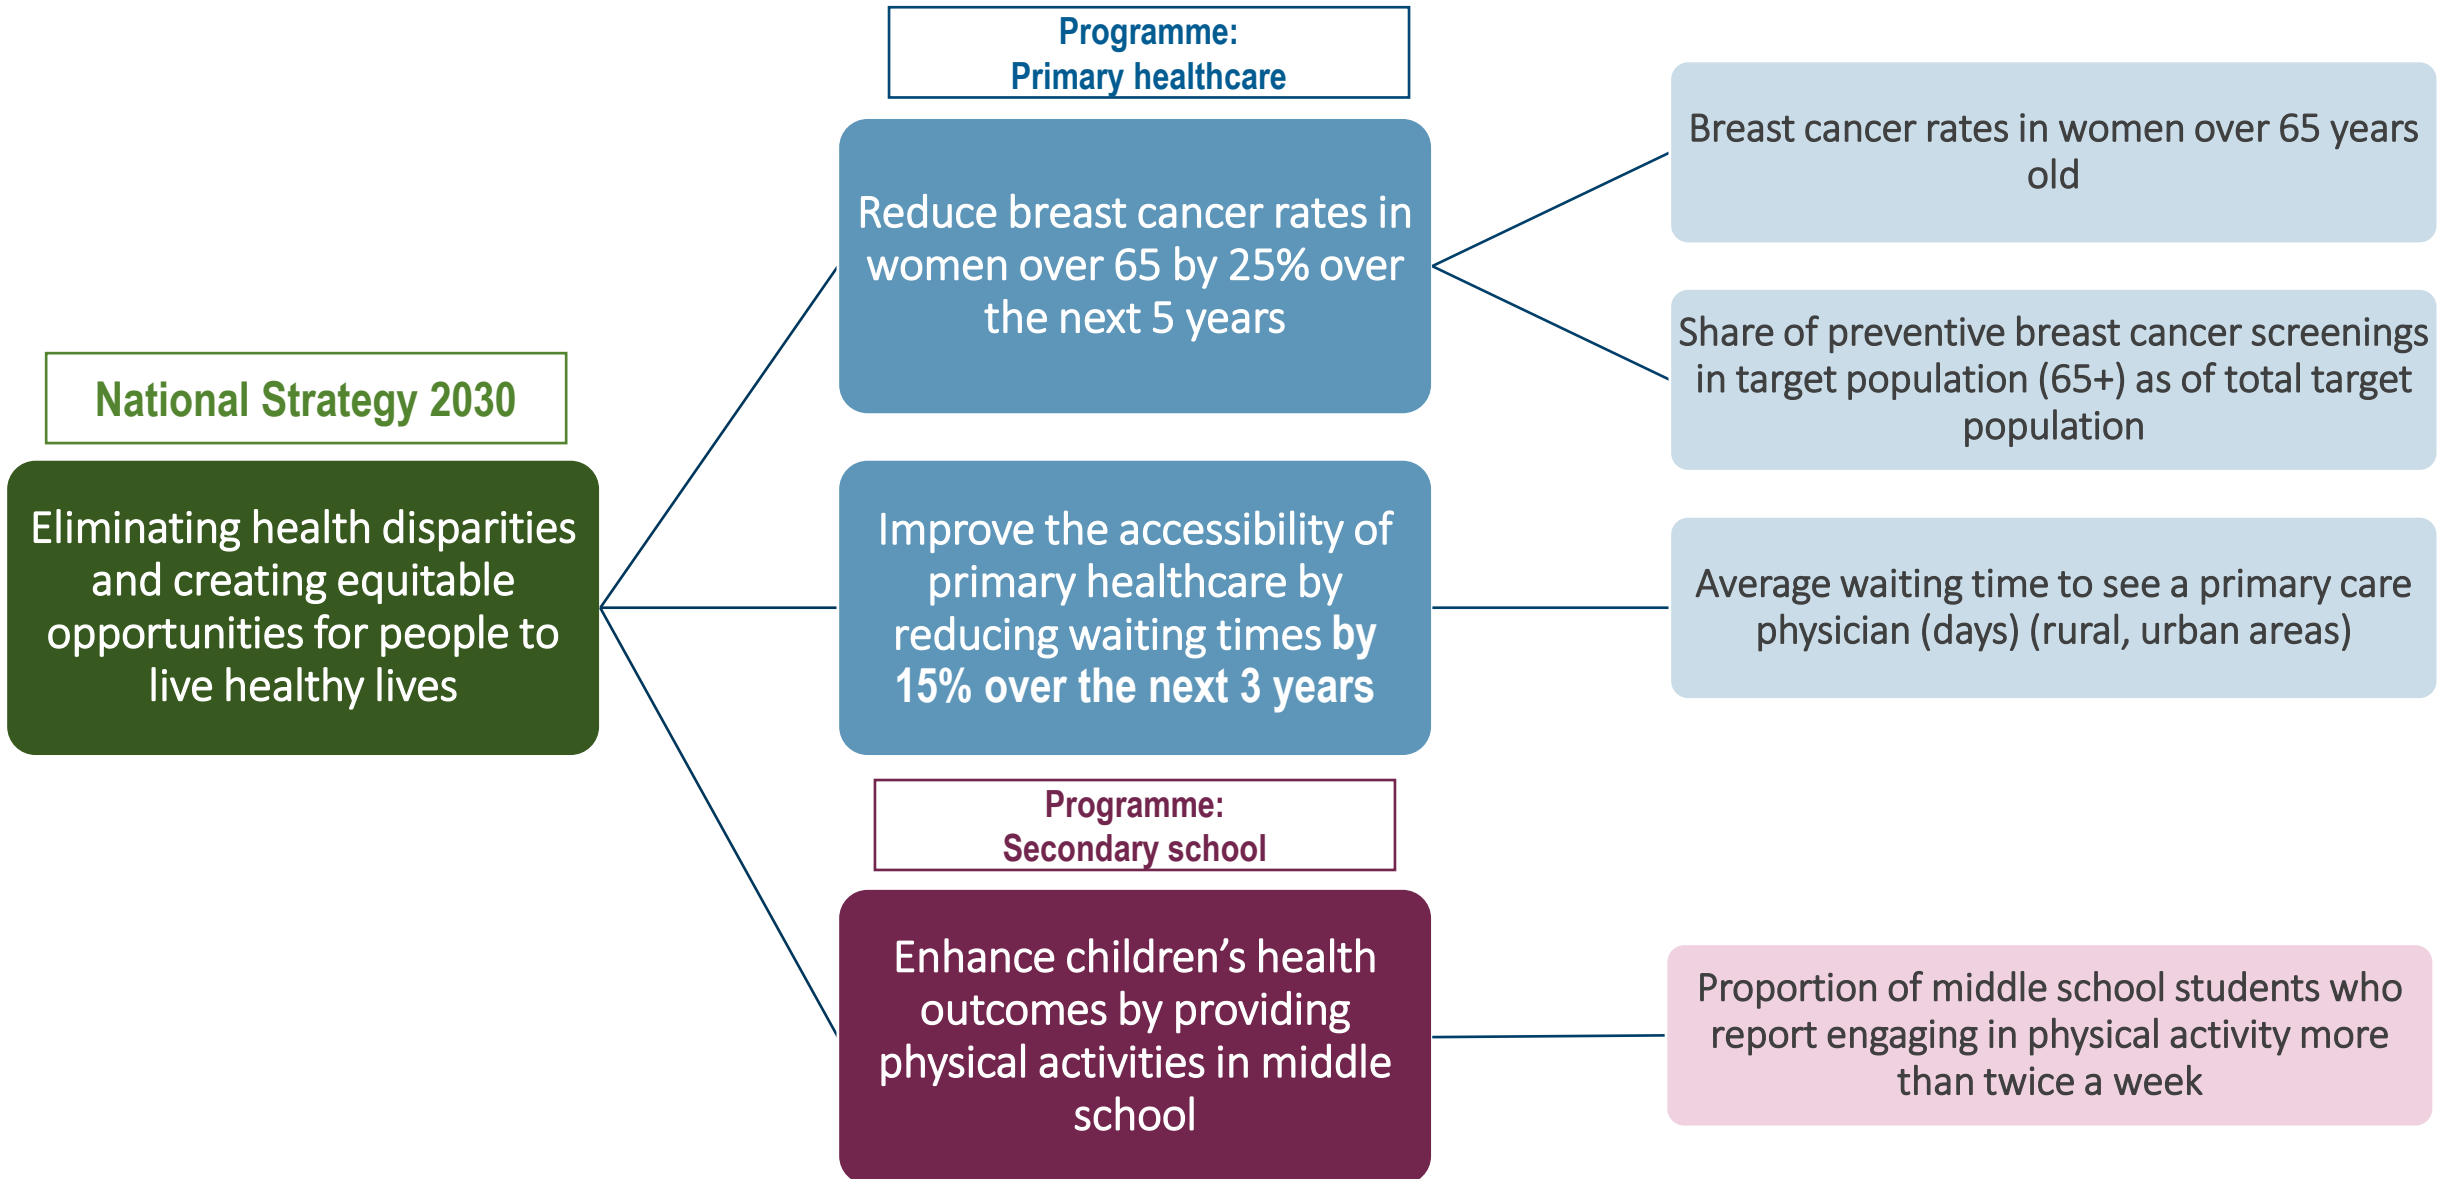 National Strategy 2030
Eliminating health disparities
and creating equitable
opportunities for people to
live healthy lives
Programme:
Primary healthcare
Reduce breast cancer rates in
women over 65 by 25% over
the next 5 years
Improve the accessibility of
primary healthcare by
reducing waiting times by
15% over the next 3 years
Programme:
Secondary school
Enhance children’s health
outcomes by providing
physical activities in middle
school
Breast cancer rates in women over 65 years
old
Share of preventive breast cancer screenings
in target population (65+) as of total target
population
Average waiting time to see a primary care
physician (days) (rural, urban areas)
Proportion of middle school students who
report engaging in physical activity more
than twice a week